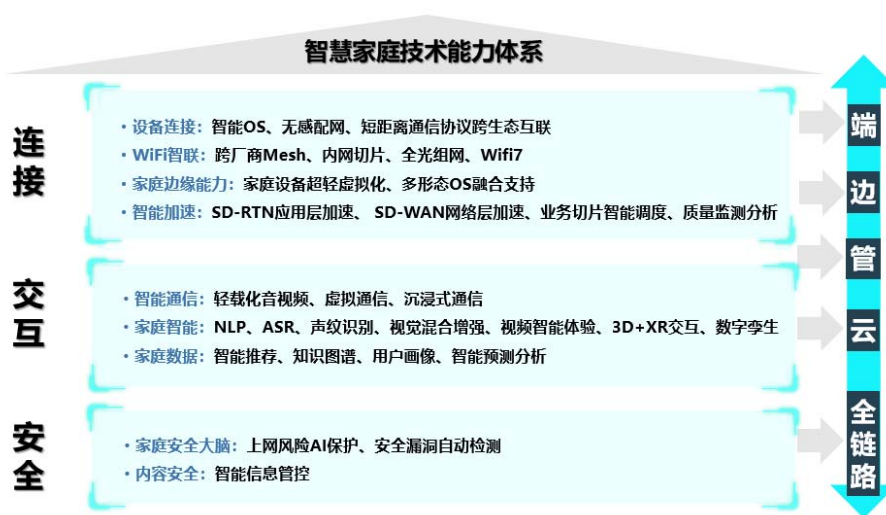 智慧家庭技术能力体系
连接
• 设备连接：智能OS、无感配网、短距离通信协议跨生态互联
• WiFi智联：跨厂商Mesh、内网切片、全光组网、Wifi7
• 家庭边缘能力：家庭设备超轻虚拟化、多形态OS融合支持
• 智能加速：SD-RTN应用层加速、 SD-WAN网络层加速、业务切片智能调度、质量监测分析
交互
• 智能通信：轻载化音视频、虚拟通信、沉浸式通信
• 家庭智能：NLP、ASR、声纹识别、视觉混合增强、视频智能体验、3D+XR交互、数字孪生
• 家庭数据：智能推荐、知识图谱、用户画像、智能预测分析
安全
• 家庭安全大脑：上网风险AI保护、安全漏洞自动检测
• 内容安全：智能信息管控
端
边
管
云
全链路